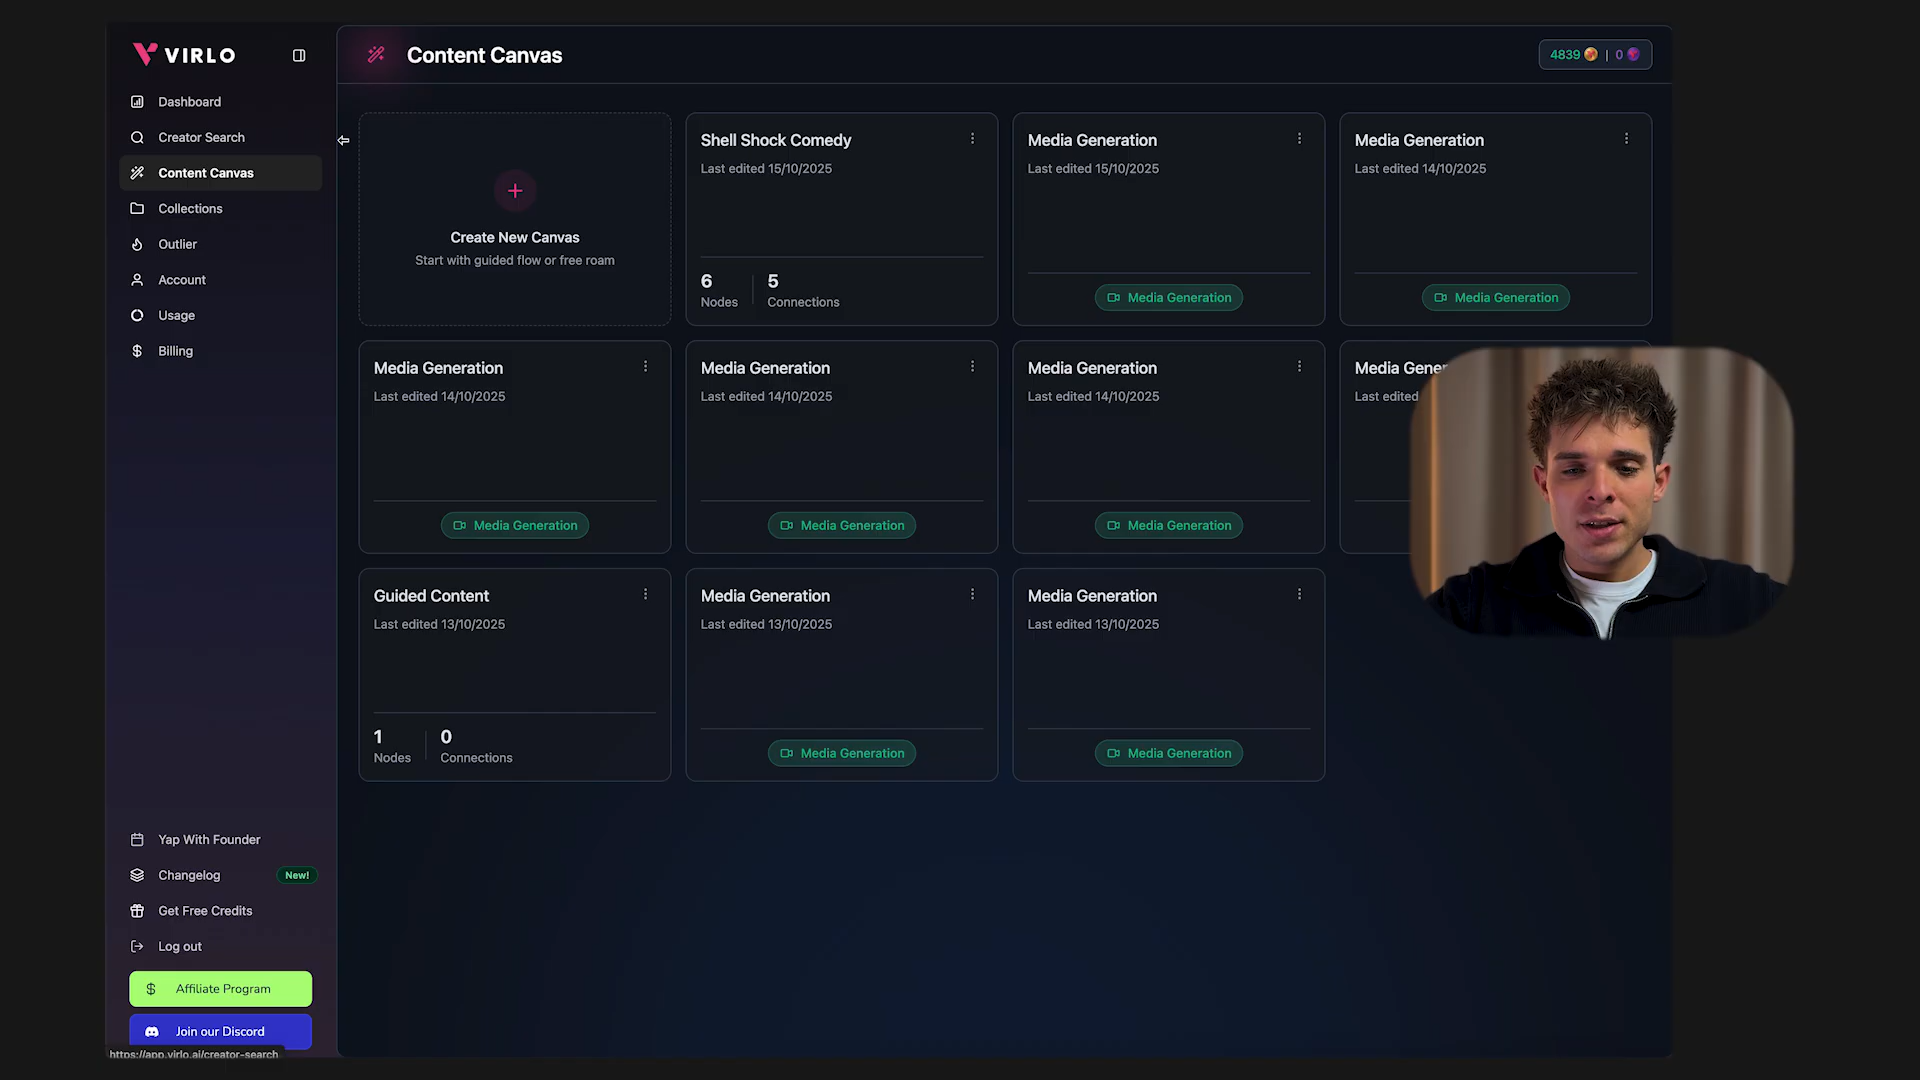 VIRLO
Content Canvas
4839 | 0
Dashboard
Creator Search
Content Canvas
Collections
Outlier
Account
Usage
Billing
Create New Canvas
Start with guided flow or free roam
Shell Shock Comedy
Last edited 15/10/2025
6
Nodes
5
Connections
Media Generation
Last edited 15/10/2025
Media Generation
Media Generation
Last edited 14/10/2025
Media Generation
Media Generation
Last edited 14/10/2025
Media Generation
Media Generation
Last edited 14/10/2025
Media Generation
Media Generation
Last edited 14/10/2025
Media Generation
Media
Last edited
Guided Content
Last edited 13/10/2025
1
Nodes
0
Connections
Media Generation
Last edited 13/10/2025
Media Generation
Media Generation
Last edited 13/10/2025
Media Generation
Yap With Founder
Changelog
New!
Get Free Credits
Log out
$ Affiliate Program
Join our Discord
https://app.virlo.ai/creator-search